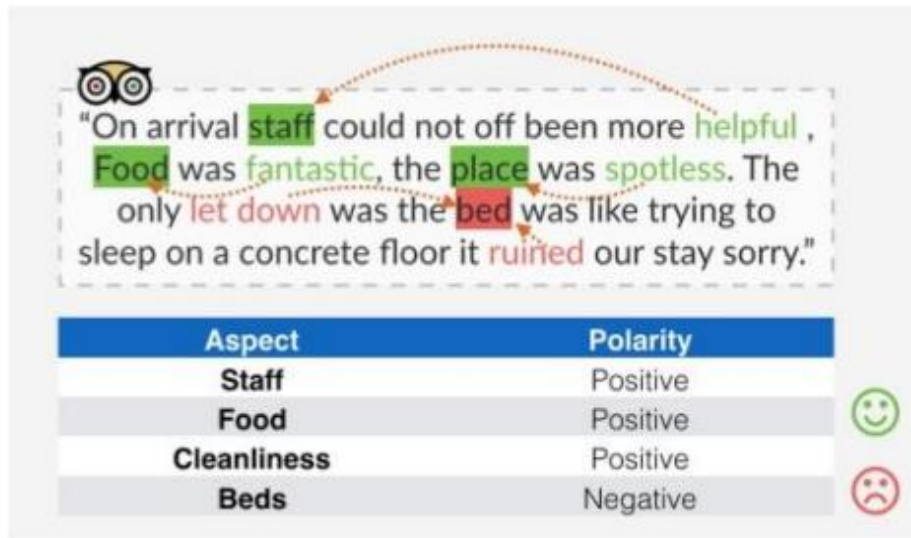 “On arrival staff could not off been more helpful ,
Food was fantastic, the place was spotless. The
only let down was the bed was like trying to
sleep on a concrete floor it ruined our stay sorry.”
Aspect Polarity
Staff Positive
Food Positive
Cleanliness Positive
Beds Negative